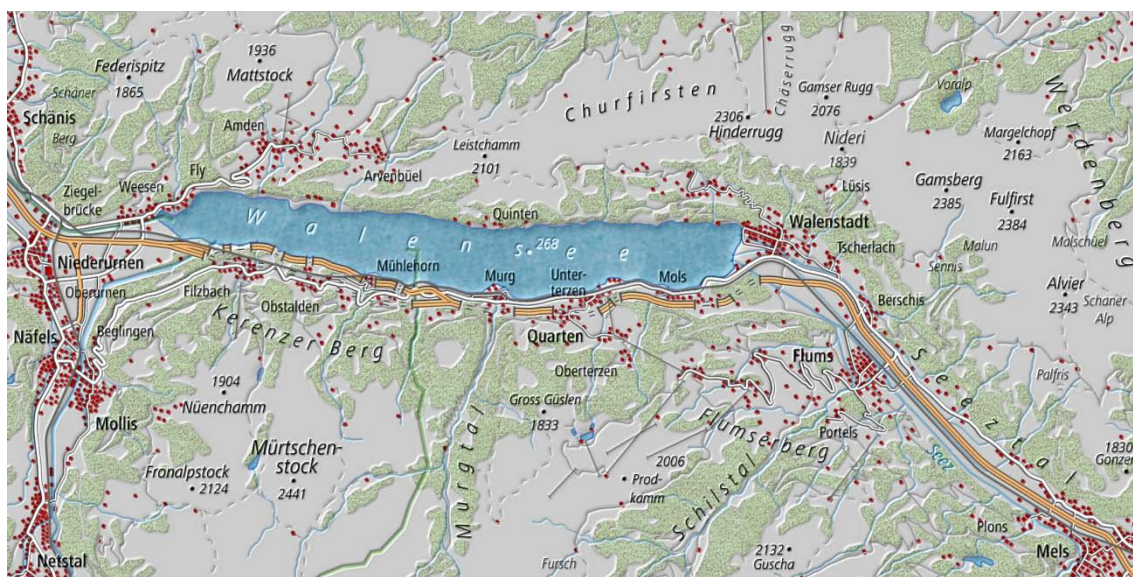 1936
Mattstock
Federispitz
1865
Schäner
Berg
Schänis
Amden
Fly
Weesen
Ziegel-
brücke
Arvenbüel
Leistchamm
2101
Churfirsten
Chäserrugg
2306
Hinderrugg
Gamser Rugg
2076
Nideri
1839
Voralp
Margelchopf
2163
Werdenberg
Lüsis
Gamsberg
2385
Fulfirst
2384
Malschüel
Malun
Sennis
Alvier
2343
Schaner
Alp
Walenstadt
Tscherlach
Berschis
Quinten
Walensee
268
Niederurnen
Oberurnen
Filzbach
Obstalden
Mühlehorn
Murg
Unter-
terzen
Mols
Quarten
Oberterzen
Kerenzer Berg
Beglingen
Näfels
Mollis
1904
Nüenchamm
Mürtschen-
stock
2441
Fronalpstock
2124
Murgtal
Gross Güslen
1833
2006
Prod-
kamm
Flums
Flumserberg
Portels
Schilstal
Seeztal
Seez
Palfris
1830
Gonzen
Plons
Mels
2132
Guscha
Fursch
Netstal